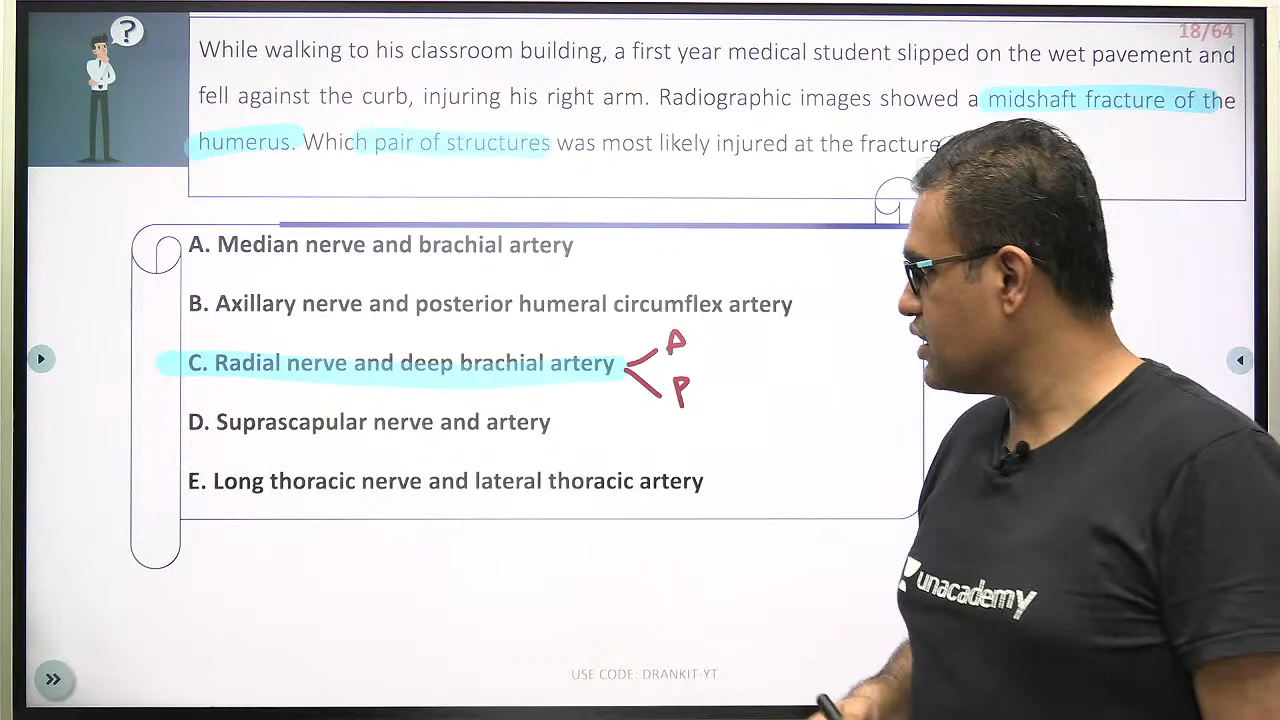 18/64
?
While walking to his classroom building, a first year medical student slipped on the wet pavement and
fell against the curb, injuring his right arm. Radiographic images showed a midshaft fracture of the
humerus. Which pair of structures was most likely injured at the fracture
A. Median nerve and brachial artery
B. Axillary nerve and posterior humeral circumflex artery
C. Radial nerve and deep brachial artery
A
P
D. Suprascapular nerve and artery
E. Long thoracic nerve and lateral thoracic artery
unacademy
USE CODE: DRANKIT-YT